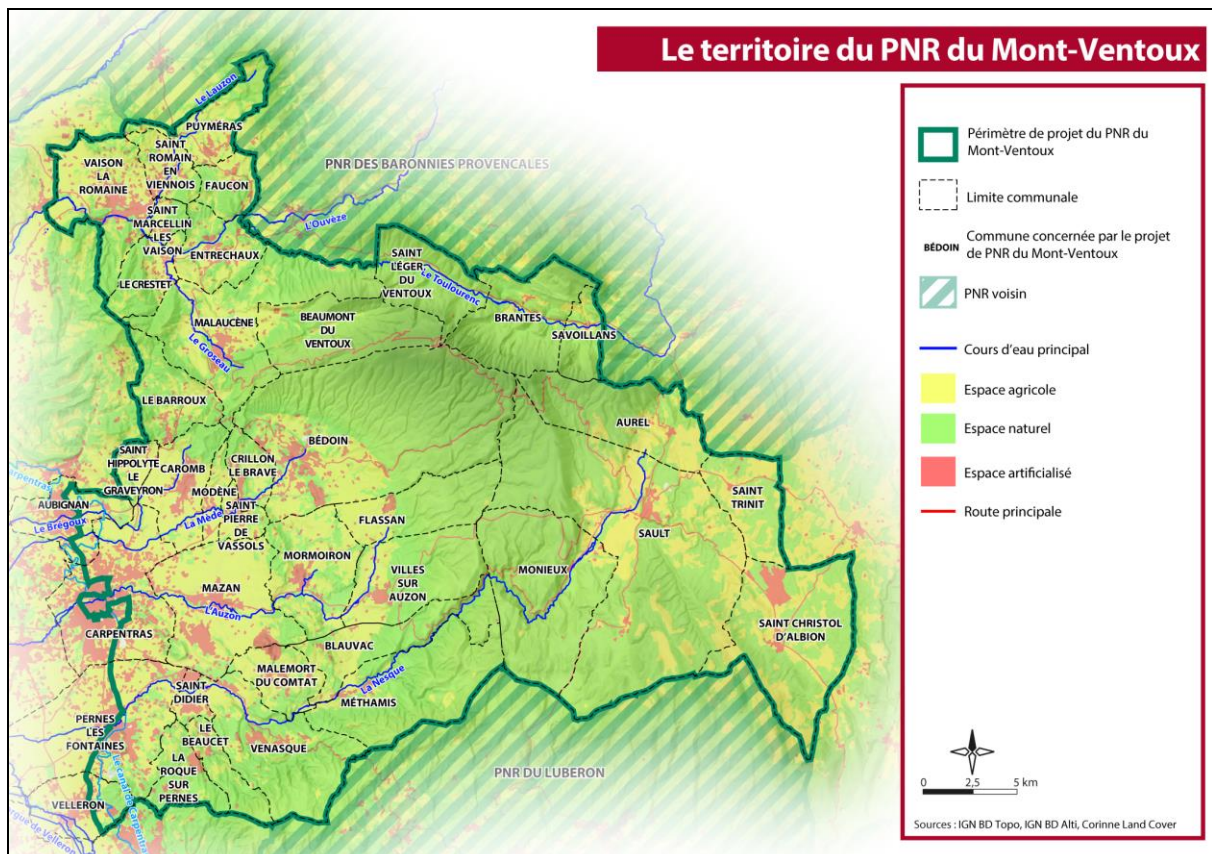 Le territoire du PNR du Mont-Ventoux
Périmètre de projet du PNR du
Mont-Ventoux
Limite communale
BÉDOIN
Commune concernée par le projet
de PNR du Mont-Ventoux
PNR voisin
Cours d'eau principal
Espace agricole
Espace naturel
Espace artificialisé
Route principale
0 2,5 5 km
Sources : IGN BD Topo, IGN BD Alti, Corinne Land Cover
Le Lauzon
PUYMÉRAS
SAINT
ROMAIN
EN
VIENNOIS
VAISON
LA
ROMAINE
FAUCON
PNR DES BARONNIES PROVENCALES
SAINT
MARCELLIN
LES
VAISON
L'Ouvèze
ENTRECHAUX
SAINT
LÉGER
DU
VENTOUX
Le Toulourenc
LE CRESTET
BRANTES
MALAUCÈNE
BEAUMONT
DU
VENTOUX
SAVOILLANS
Le Groseau
LE BARROUX
AUREL
SAINT
HIPPOLYTE
LE
GRAVEYRON
CAROMB
CRILLON
LE BRAVE
BÉDOIN
MODÈNE
Carpentras
AUBIGNAN
Le Brégoux
La Mède
SAINT
PIERRE
DE
VASSOLS
FLASSAN
SAINT
TRINIT
SAULT
MORMOIRON
MAZAN
VILLES
SUR
AUZON
MONIEUX
L'Auzon
CARPENTRAS
SAINT CHRISTOL
D'ALBION
BLAUVAC
MALEMORT
DU COMTAT
La Nesque
SAINT
DIDIER
MÉTHAMIS
PERNES
LES
FONTAINES
LE
BEAUCET
VENASQUE
LA
ROQUE
SUR
PERNES
PNR DU LUBERON
Le canal de Carpentras
VELLERON
de Velleron